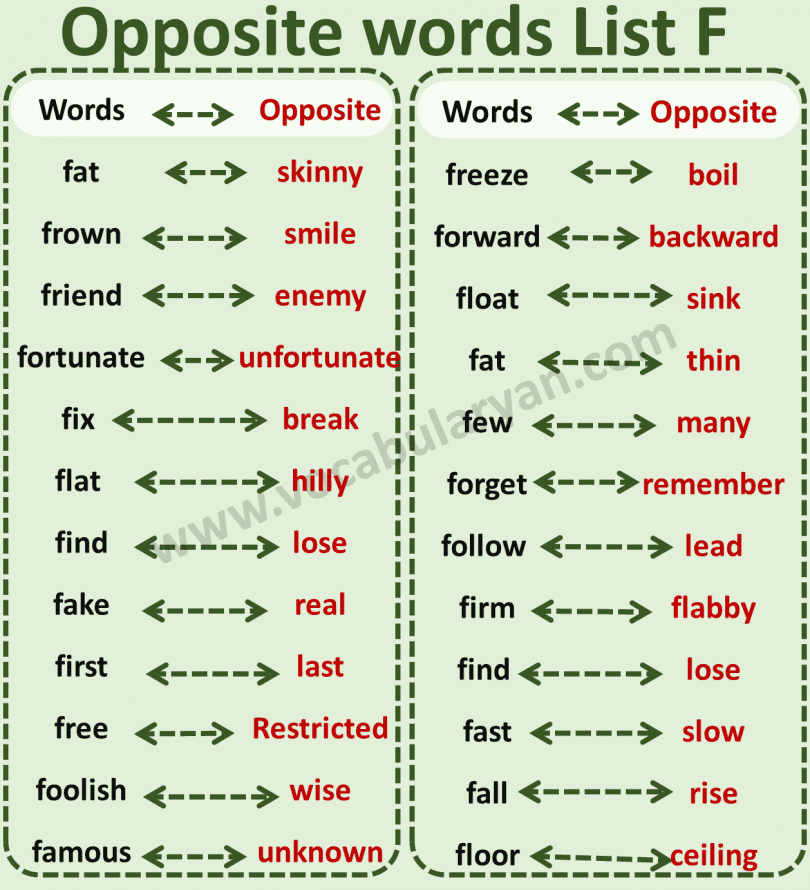 Opposite words List F
Words Opposite
fat skinny
frown smile
friend enemy
fortunate unfortunate
fix break
flat hilly
find lose
fake real
first last
free Restricted
foolish wise
famous unknown
Words Opposite
freeze boil
forward backward
float sink
fat thin
few many
forget remember
follow lead
firm flabby
find lose
fast slow
fall rise
floor ceiling
www.vocabularyan.com